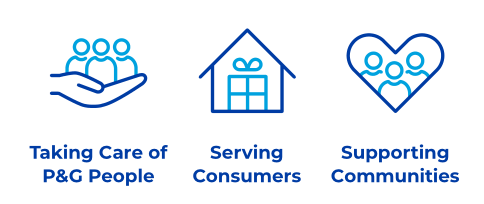 Taking Care of
P&G People
Serving
Consumers
Supporting
Communities